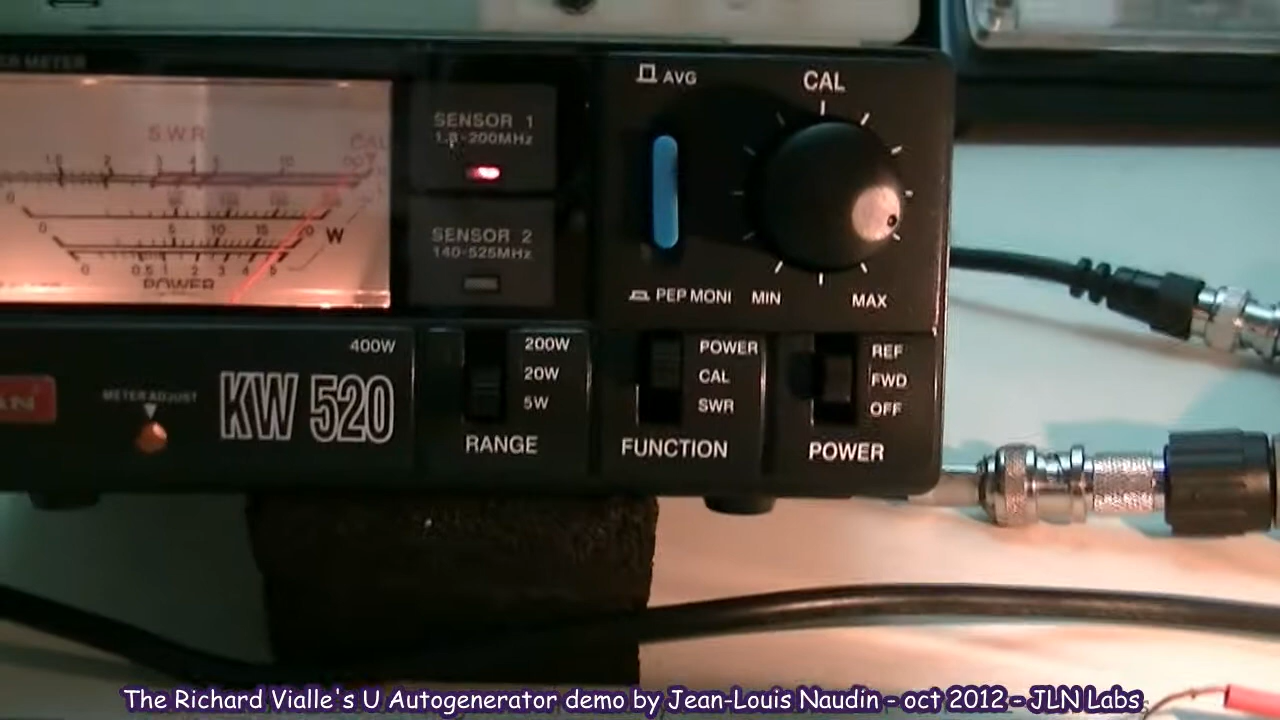 METER
AVG
CAL
SENSOR 1
1.8-200MHz
S.W.R
CAL
SENSOR 2
140-525MHz
W
POWER
PEP MONI
MIN
MAX
400W
200W
20W
5W
RANGE
POWER
CAL
SWR
FUNCTION
REF
FWD
OFF
POWER
METER ADJUST
KW 520
The Richard Vialle's U Autogenerator demo by Jean-Louis Naudin - oct 2012 - JLN Labs